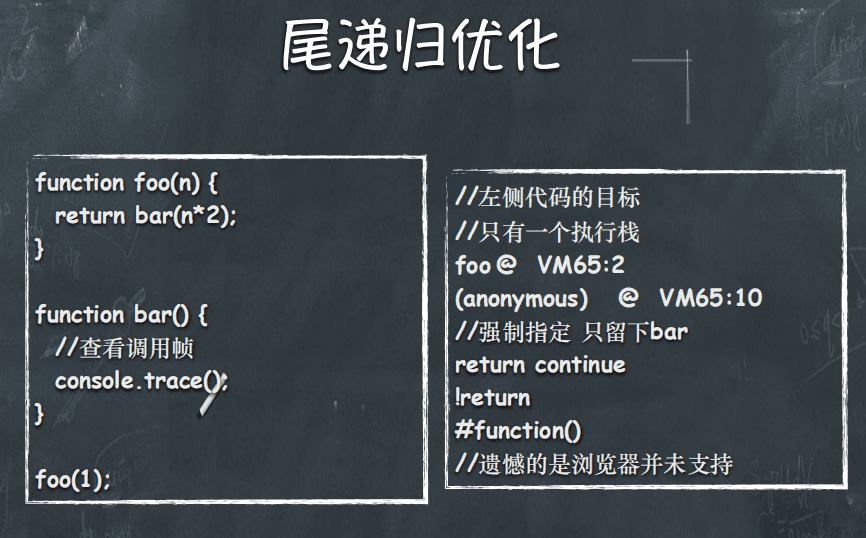 尾递归优化
function foo(n) {
return bar(n*2);
}
function bar() {
//查看调用帧
console.trace();
}
foo(1);
//左侧代码的目标
//只有一个执行栈
foo @ VM65:2
(anonymous) @ VM65:10
//强制指定 只留下bar
return continue
!return
#function()
//遗憾的是浏览器并未支持